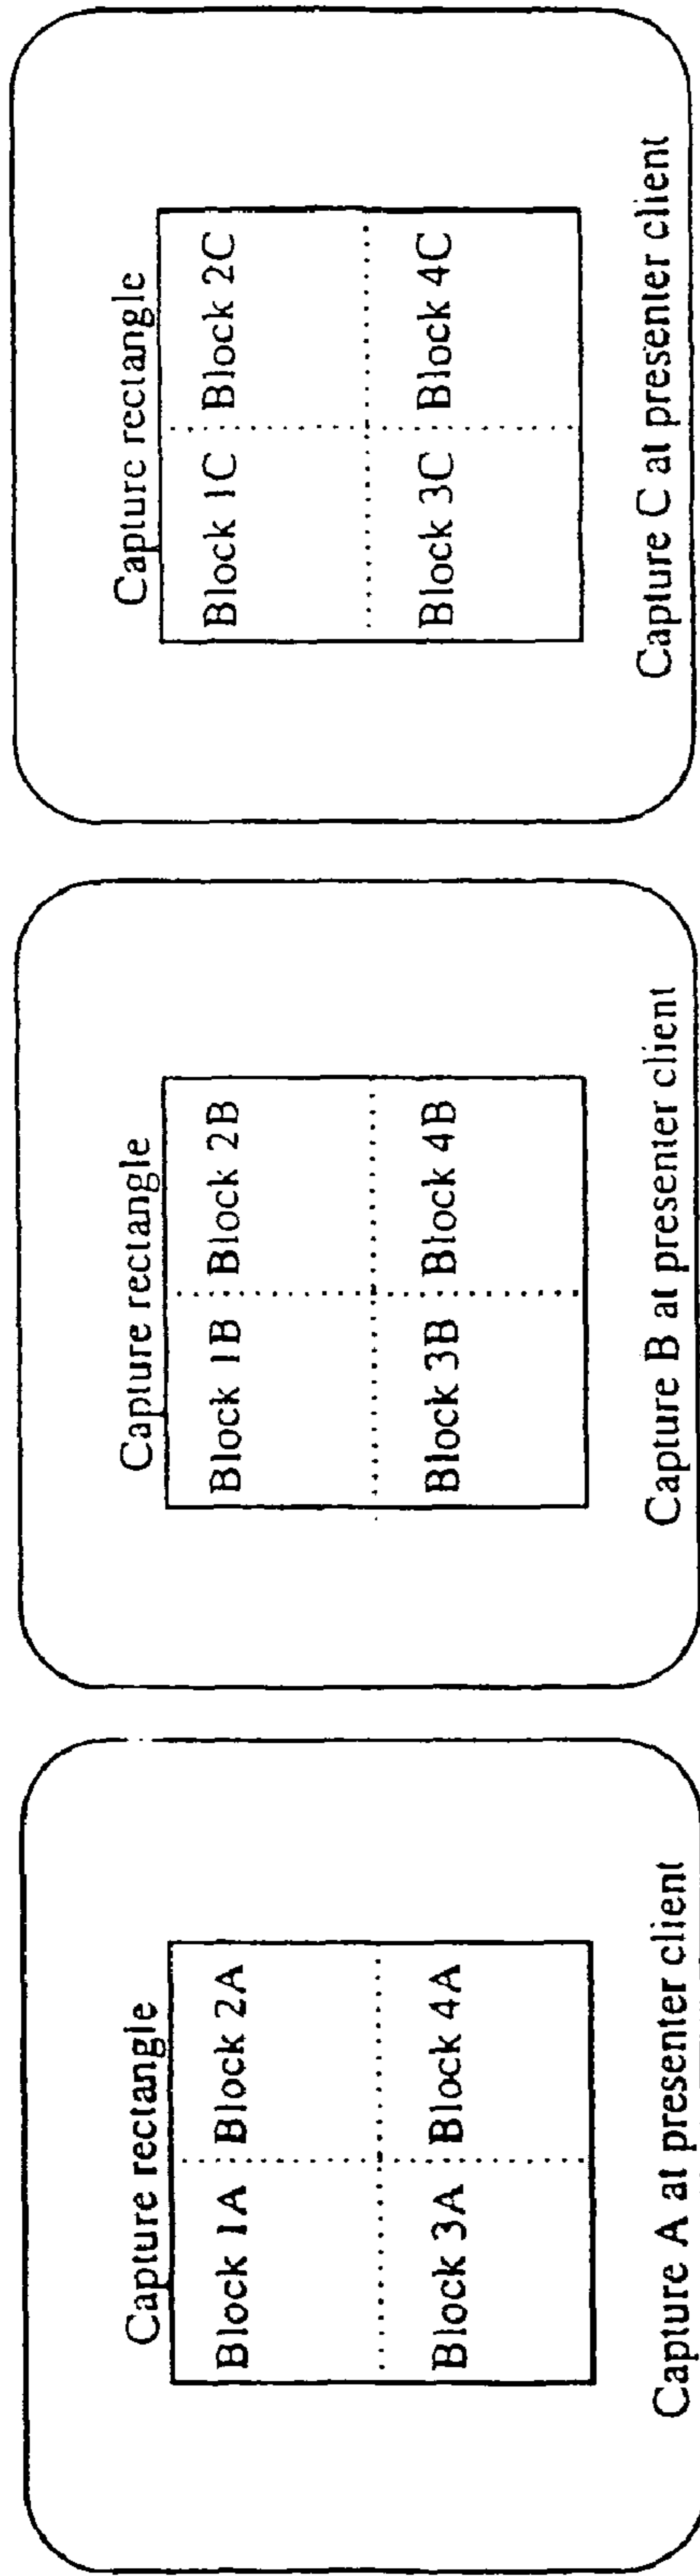 Capture rectangle
Block 1A Block 2A
Block 3A Block 4A
Capture A at presenter client
Capture rectangle
Block 1B Block 2B
Block 3B Block 4B
Capture B at presenter client
Capture rectangle
Block 1C Block 2C
Block 3C Block 4C
Capture C at presenter client